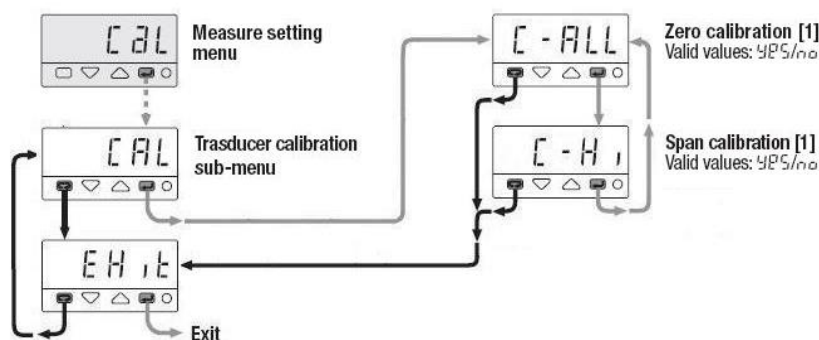 CAL
Measure setting
menu
CAL
Trasducer calibration
sub-menu
EHit
Exit
C-ALL
Zero calibration [1]
Valid values: YES/no
C-Hi
Span calibration [1]
Valid values: YES/no